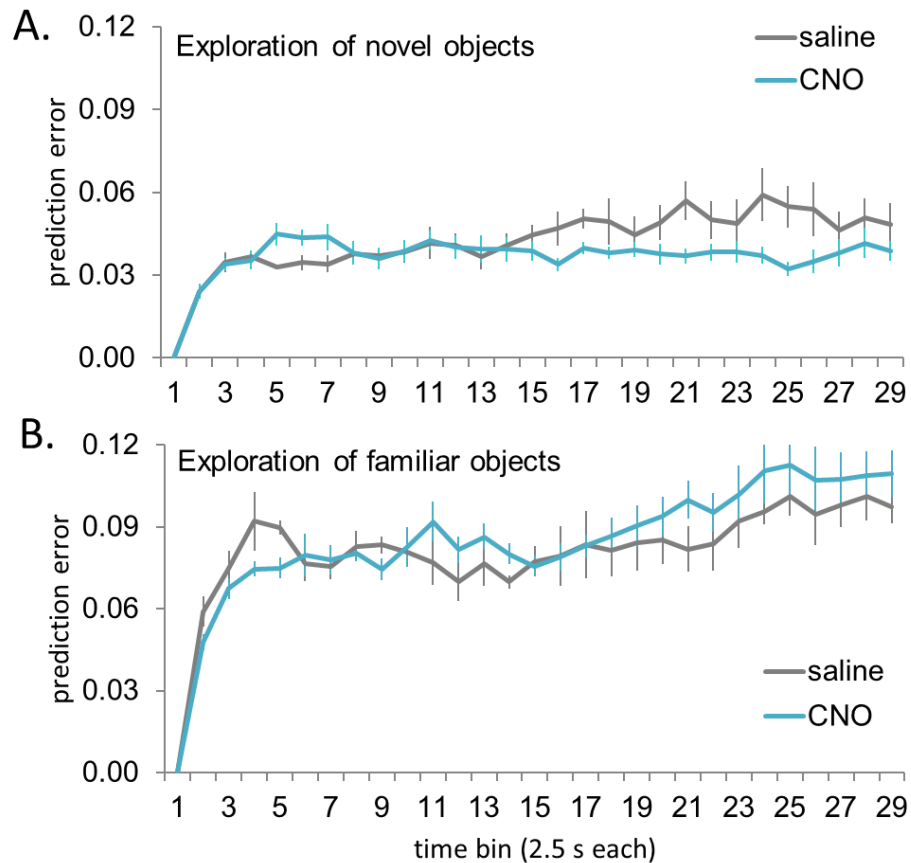 A.
Exploration of novel objects
saline
CNO
prediction error
0.12
0.09
0.06
0.03
0.00
1 3 5 7 9 11 13 15 17 19 21 23 25 27 29
B.
Exploration of familiar objects
saline
CNO
prediction error
0.12
0.09
0.06
0.03
0.00
1 3 5 7 9 11 13 15 17 19 21 23 25 27 29
time bin (2.5 s each)